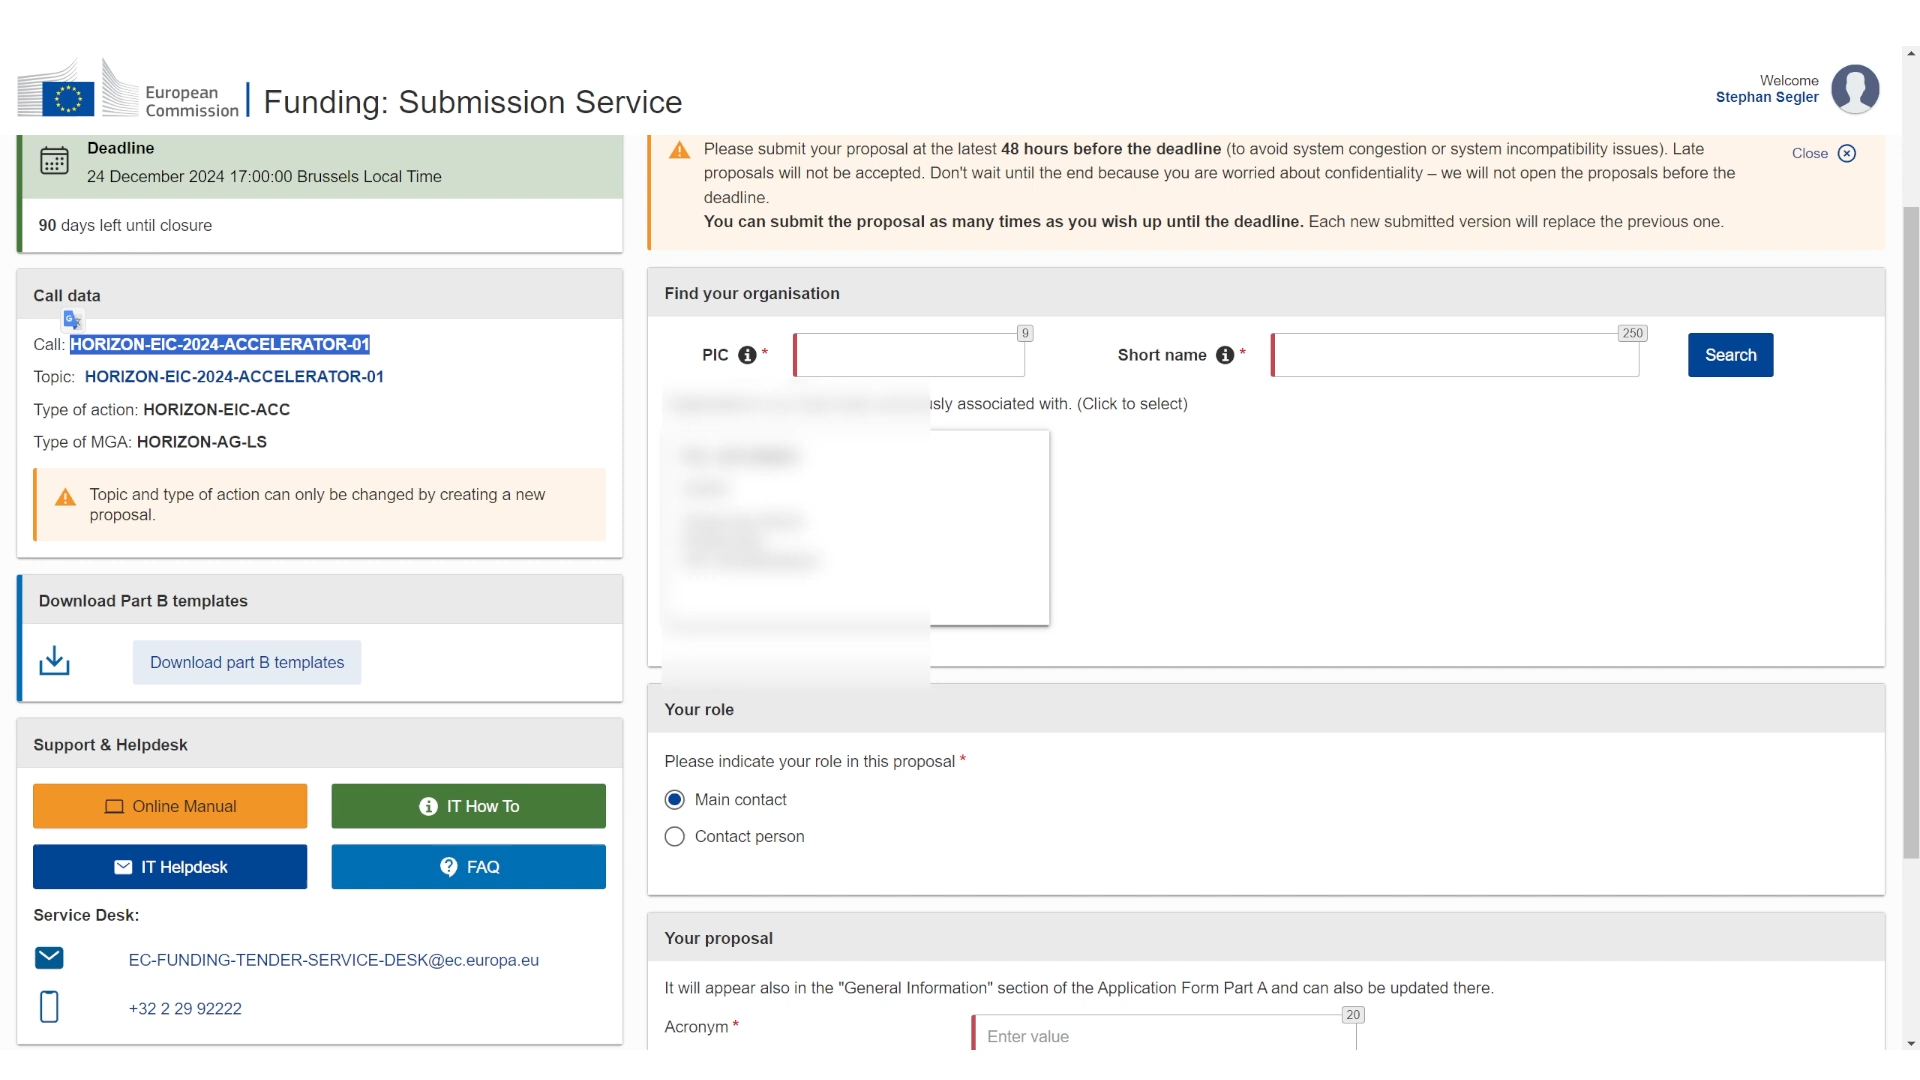 European
Commission
Funding: Submission Service
Welcome
Stephan Segler
Deadline
24 December 2024 17:00:00 Brussels Local Time
90 days left until closure
Please submit your proposal at the latest 48 hours before the deadline (to avoid system congestion or system incompatibility issues). Late
proposals will not be accepted. Don't wait until the end because you are worried about confidentiality – we will not open the proposals before the
deadline.
You can submit the proposal as many times as you wish up until the deadline. Each new submitted version will replace the previous one.
Close
Call data
Call: HORIZON-EIC-2024-ACCELERATOR-01
Topic: HORIZON-EIC-2024-ACCELERATOR-01
Type of action: HORIZON-EIC-ACC
Type of MGA: HORIZON-AG-LS
Topic and type of action can only be changed by creating a new
proposal.
Download Part B templates
Download part B templates
Support & Helpdesk
Online Manual
IT How To
IT Helpdesk
FAQ
Service Desk:
EC-FUNDING-TENDER-SERVICE-DESK@ec.europa.eu
+32 2 29 92222
Find your organisation
PIC * 9
Short name * 250
Search
associated with. (Click to select)
Your role
Please indicate your role in this proposal *
Main contact
Contact person
Your proposal
It will appear also in the "General Information" section of the Application Form Part A and can also be updated there.
Acronym * 20
Enter value